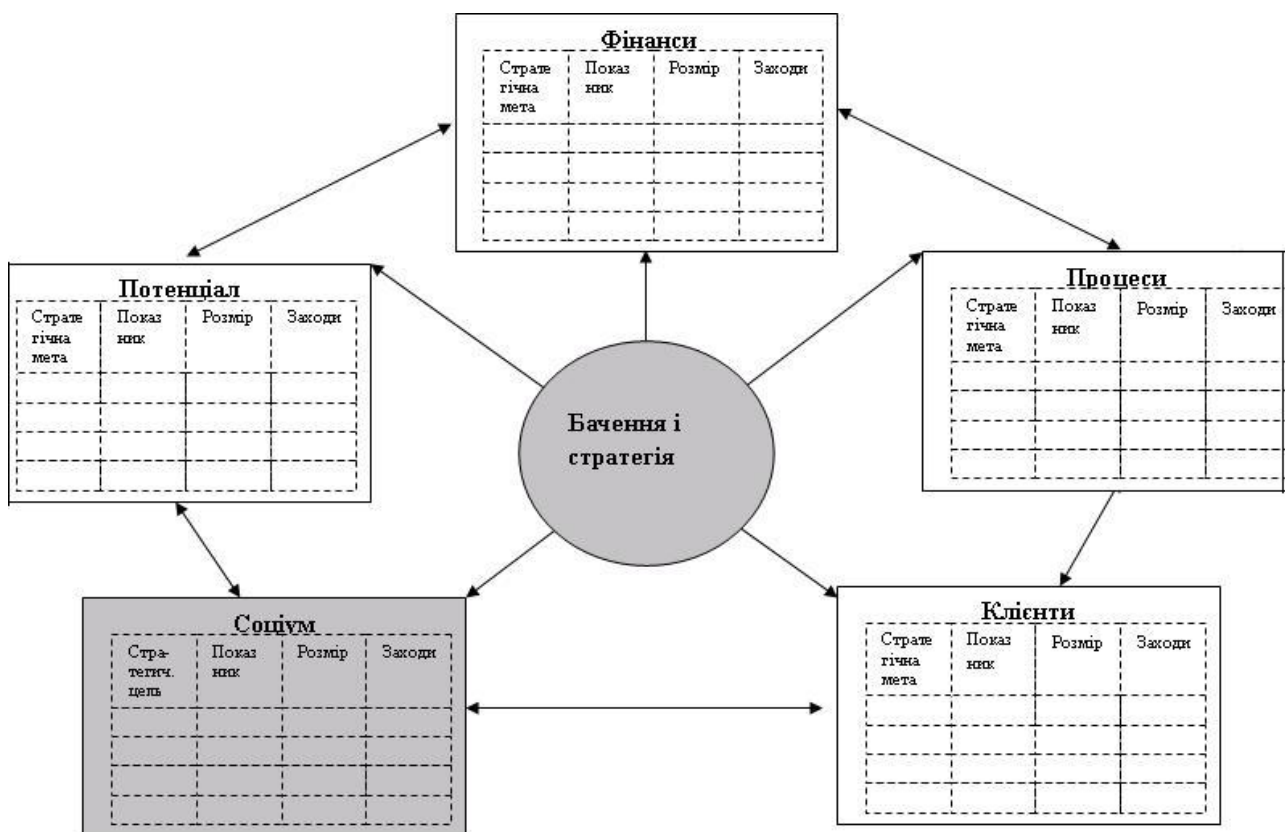 Фінанси
Страте Показ Розмір Заходи
гічна ник
мета
Потенціал
Страте Показ Розмір Заходи
гічна ник
мета
Процеси
Страте Показ Розмір Заходи
гічна ник
мета
Бачення і
стратегія
Соціум
Стра- Показ Розмір Заходи
тегич. ник
цель
Клієнти
Страте Показ Розмір Заходи
гічна ник
мета